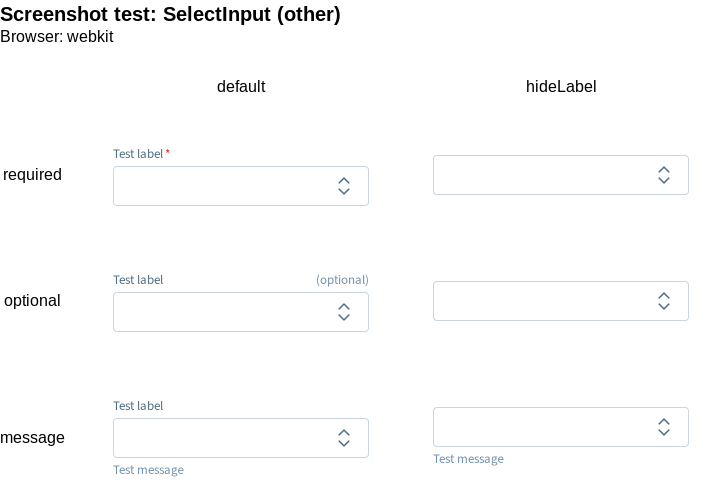 Screenshot test: SelectInput (other)
Browser: webkit
default hideLabel
Test label *
required
Test label (optional)
optional
Test label
message
Test message Test message